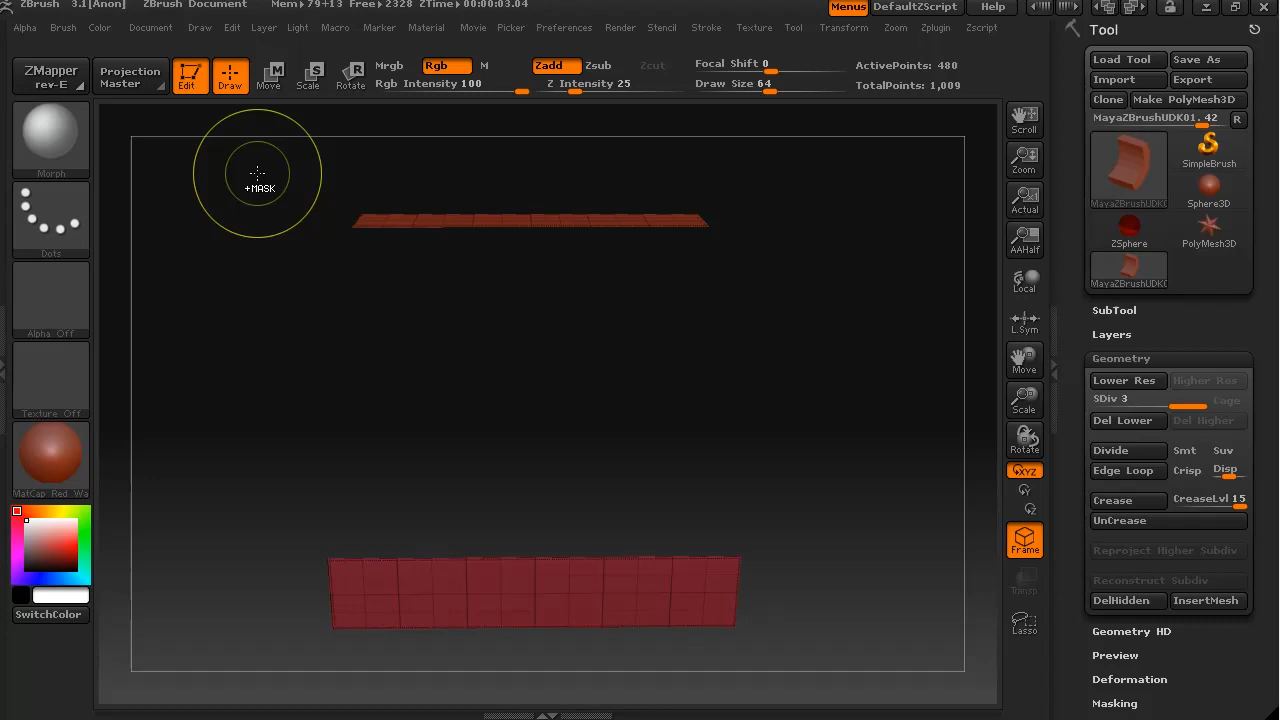 ZBrush 3.1[Anon] ZBrush Document Mem▸79+13 Free▸2328 ZTime▸00:00:03.04 Menus DefaultZScript Help
Alpha Brush Color Document Draw Edit Layer Light Macro Marker Material Movie Picker Preferences Render Stencil Stroke Texture Tool Transform Zoom Zplugin Zscript
Tool
ZMapper
rev-E
Projection
Master
Edit
Draw
Move
Scale
Rotate
Mrgb Rgb M
Rgb Intensity 100
Zadd Zsub Zcut
Z Intensity 25
Focal Shift 0
Draw Size 64
ActivePoints: 480
TotalPoints: 1,009
Load Tool Save As
Import Export
Clone Make PolyMesh3D
MayaZBrushUDK01. 42 R
Morph
Dots
Alpha Off
Texture Off
MatCap Red Wa
SwitchColor
+MASK
Scroll
Zoom
Actual
AAHalf
Local
L.Sym
Move
Scale
Rotate
XYZ
Y
Z
Frame
Transp
Lasso
SimpleBrush
MayaZBrushUDK0
Sphere3D
ZSphere
PolyMesh3D
MayaZBrushUDK0
SubTool
Layers
Geometry
Lower Res Higher Res
SDiv 3 Cage
Del Lower Del Higher
Divide Smt Suv
Edge Loop Crisp Disp
Crease CreaseLvl 15
UnCrease
Reproject Higher Subdiv
Reconstruct Subdiv
DelHidden InsertMesh
Geometry HD
Preview
Deformation
Masking